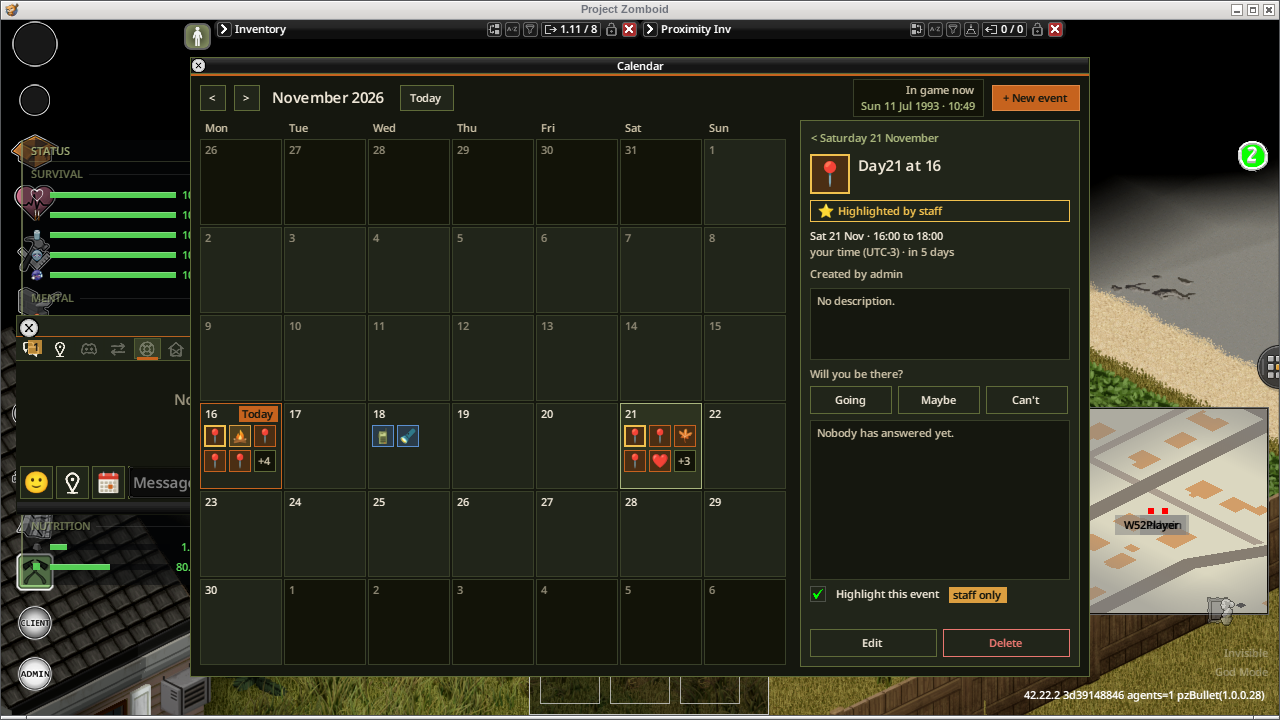 Project Zomboid
Inventory
1.11 / 8
Proximity Inv
0 / 0
Calendar
<
>
November 2026
Today
In game now
Sun 11 Jul 1993 · 10:49
+ New event
Mon Tue Wed Thu Fri Sat Sun
26 27 28 29 30 31 1
2 3 4 5 6 7 8
9 10 11 12 13 14 15
16 Today 17 18 19 20 21 22
+4 +3
23 24 25 26 27 28 29
30 1 2 3 4 5 6
< Saturday 21 November
Day21 at 16
Highlighted by staff
Sat 21 Nov · 16:00 to 18:00
your time (UTC-3) · in 5 days
Created by admin
No description.
Will you be there?
Going Maybe Can't
Nobody has answered yet.
Highlight this event staff only
Edit Delete
STATUS
SURVIVAL
MENTAL
No
Message
NUTRITION
1.
80.
CLIENT
ADMIN
Z
Invisible
God Mode
42.22.2 3d39148846 agents=1 pzBullet(1.0.0.28)